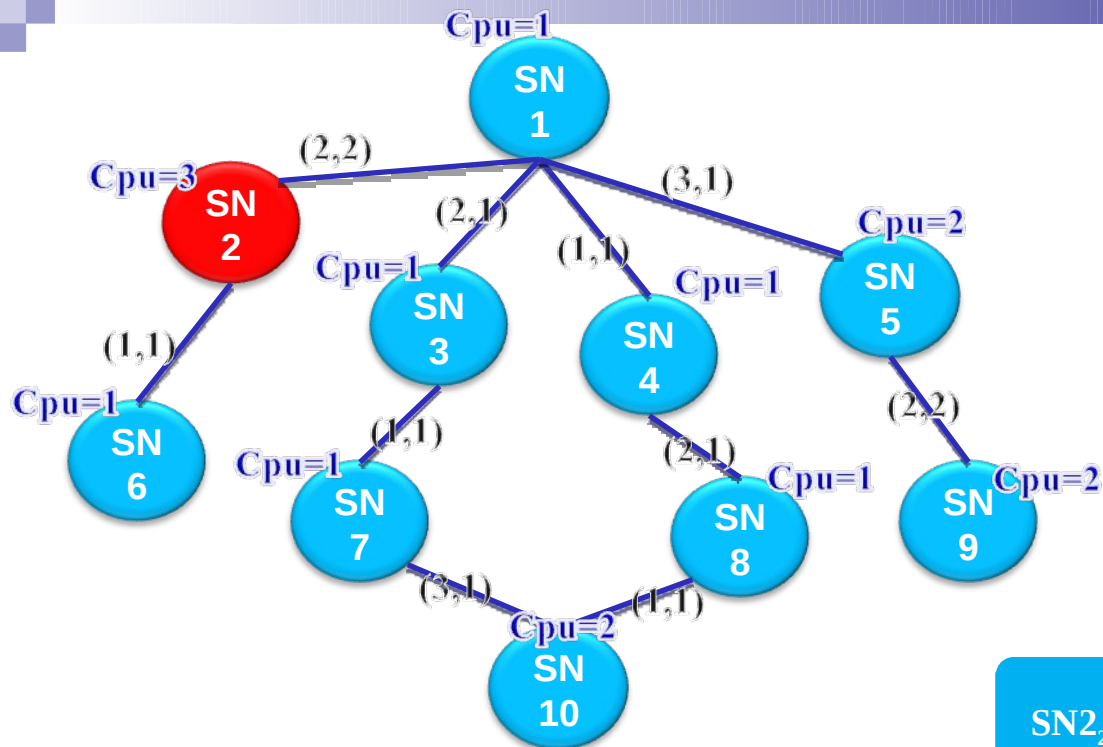 Cpu=1
SN
1
(2,2)
Cpu=3
SN
2
(2,1)
(3,1)
(1,1)
Cpu=2
SN
5
Cpu=1
SN
3
Cpu=1
SN
4
(1,1)
Cpu=1
SN
6
(1,1)
Cpu=1
SN
7
(2,1)
Cpu=1
SN
8
(2,2)
Cpu=2
SN
9
(3,1)
(1,1)
Cpu=2
SN
10
SN2